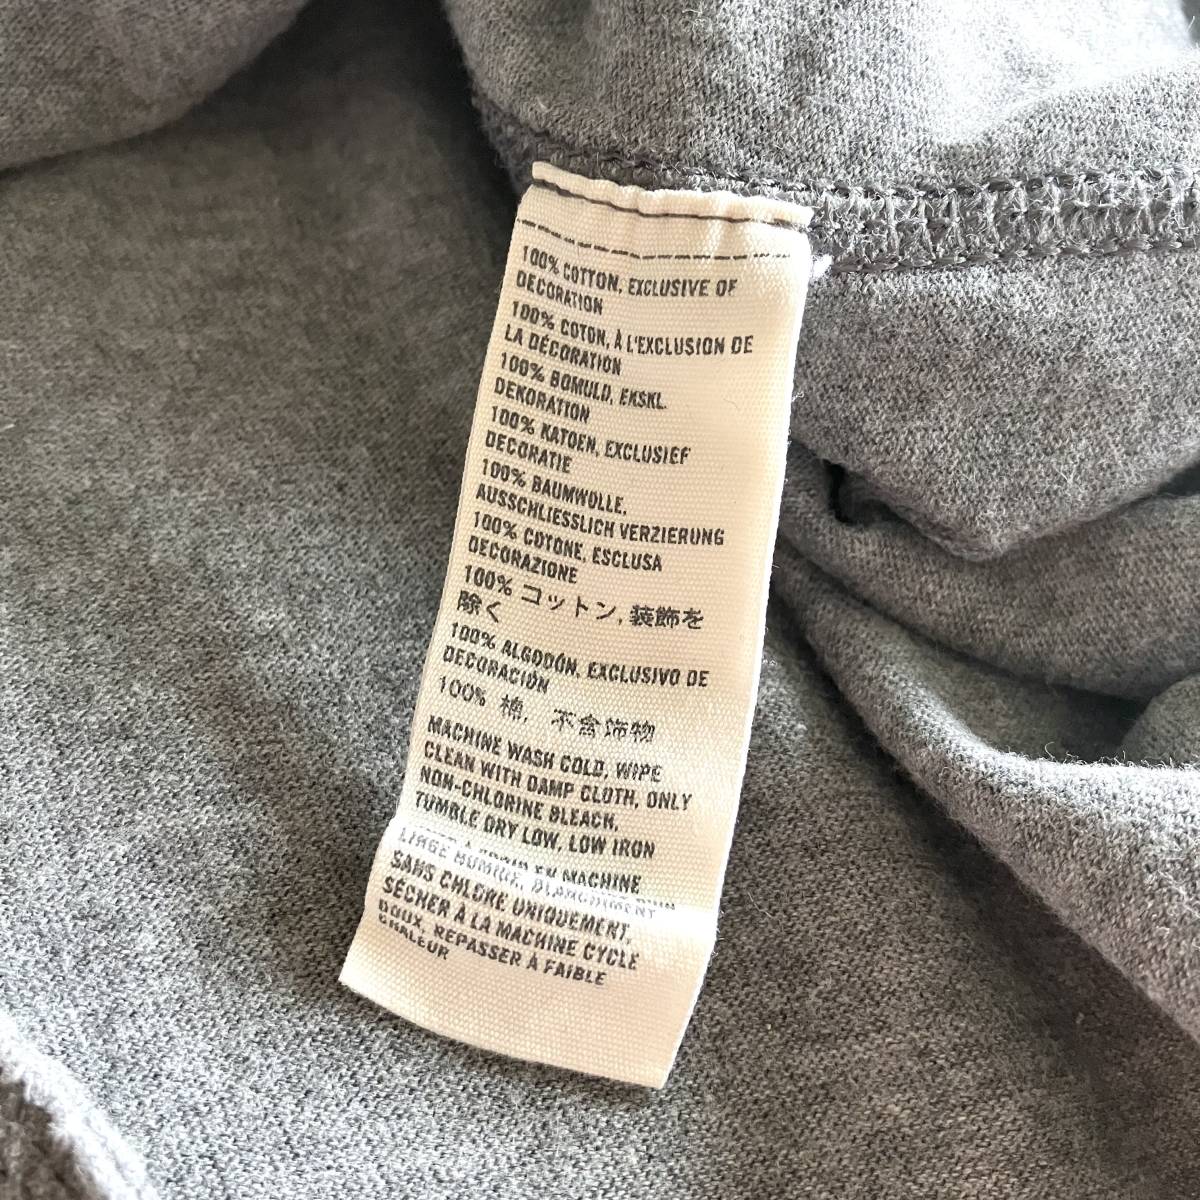 100% COTTON, EXCLUSIVE OF
DECORATION
100% COTON, À L'EXCLUSION DE
LA DÉCORATION
100% BOMULD, EKSKL.
DEKORATION
100% KATOEN, EXCLUSIEF
DECORATIE
100% BAUMWOLLE,
AUSSCHLIESSLICH VERZIERUNG
100% COTONE, ESCLUSA
DECORAZIONE
100% コットン, 装飾を
除く
100% ALGODÓN, EXCLUSIVO DE
DECORACIÓN
100% 棉, 不含饰物
MACHINE WASH COLD, WIPE
CLEAN WITH DAMP CLOTH, ONLY
NON-CHLORINE BLEACH,
TUMBLE DRY LOW, LOW IRON
EN MACHINE
LINGE HUMIDE, BLANCHIMENT
SANS CHLORE UNIQUEMENT,
SÉCHER À LA MACHINE CYCLE
DOUX, REPASSER À FAIBLE
CHALEUR